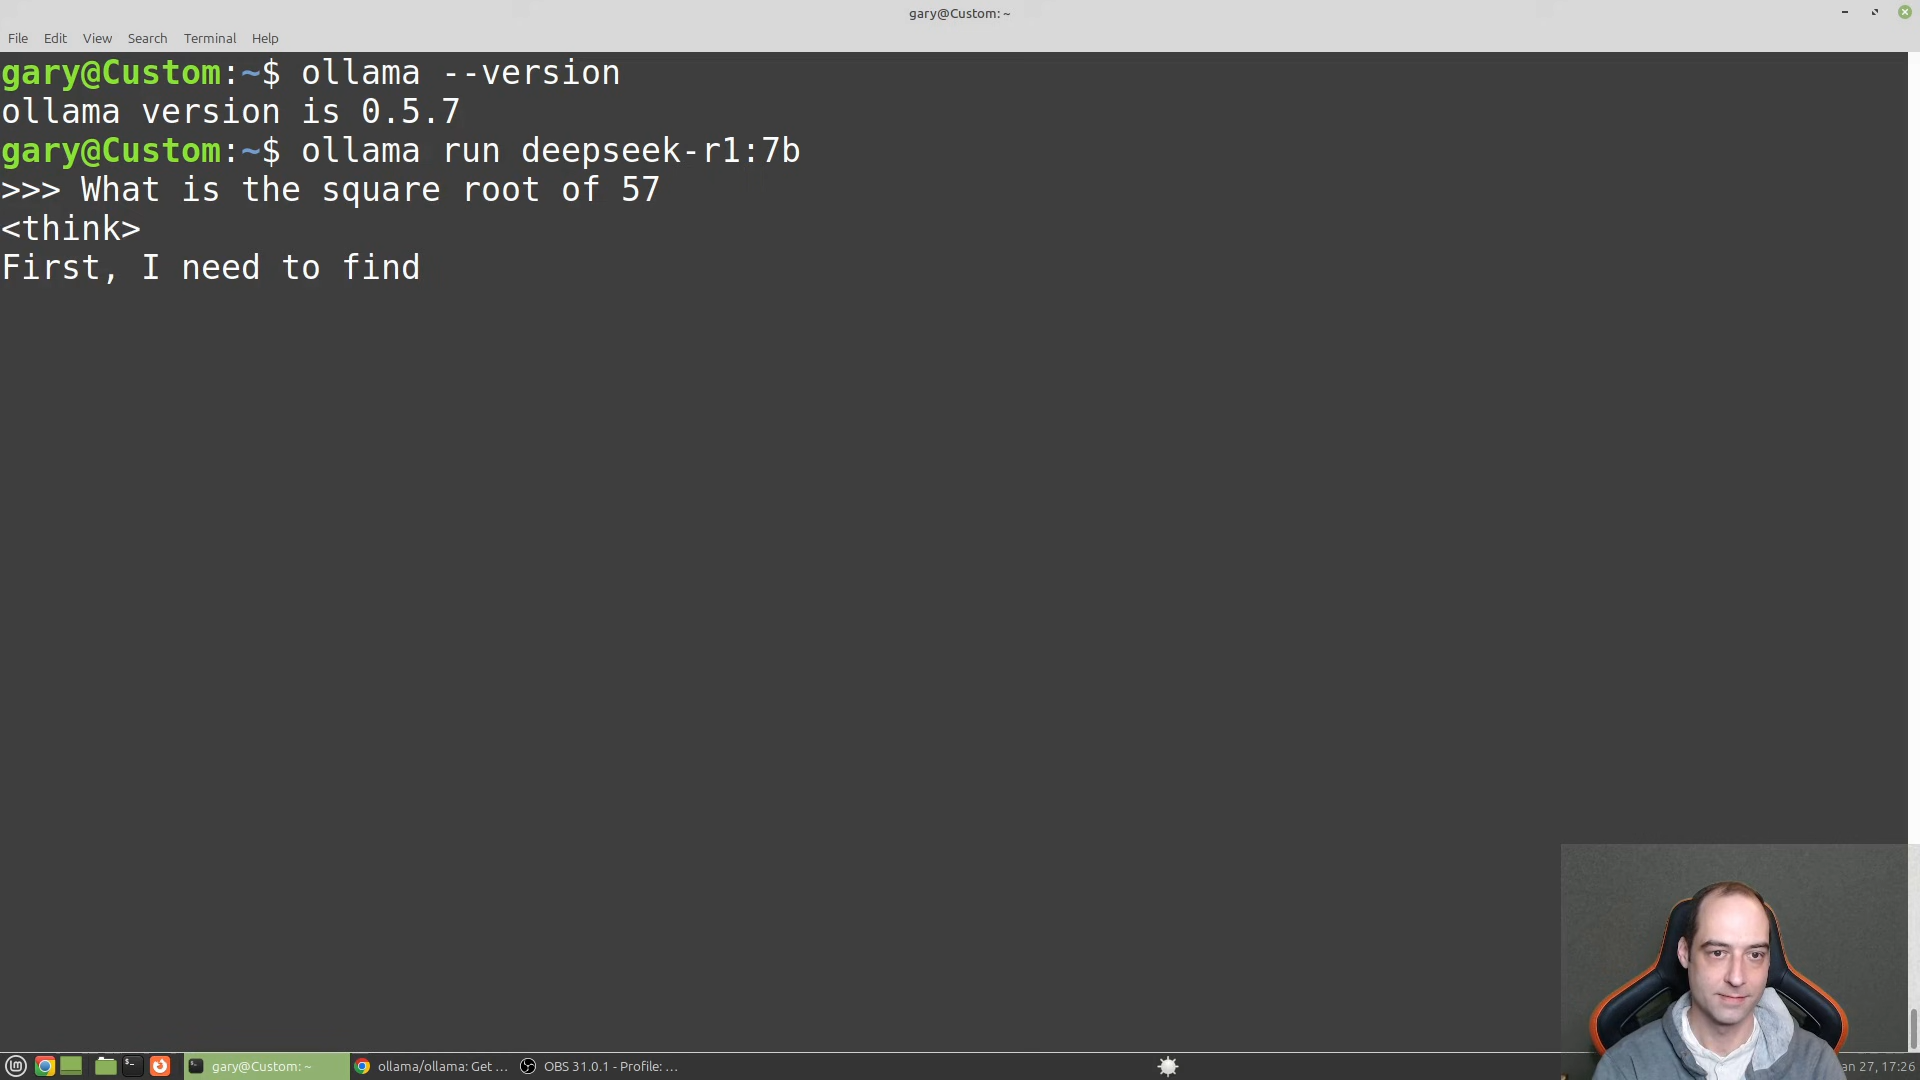 gary@Custom: ~
File Edit View Search Terminal Help
gary@Custom:~$ ollama --version
ollama version is 0.5.7
gary@Custom:~$ ollama run deepseek-r1:7b
>>> What is the square root of 57
<think>
First, I need to find
gary@Custom: ~ ollama/ollama: Get ... OBS 31.0.1 - Profile: ... an 27, 17:26